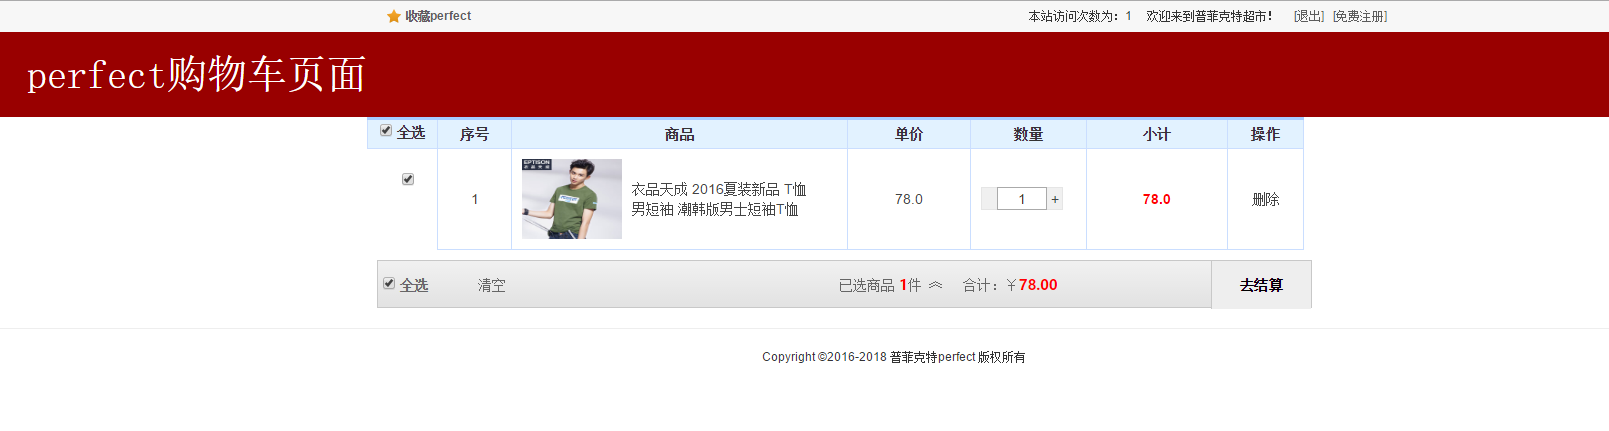 收藏perfect 本站访问次数为：1 欢迎来到普菲克特超市！ [退出] [免费注册]
perfect购物车页面
全选 序号 商品 单价 数量 小计 操作
EPTISON
1 衣品天成 2016夏装新品 T恤 78.0 1 + 78.0 删除
男短袖 潮韩版男士短袖T恤
全选 清空 已选商品 1件 合计：￥78.00 去结算
Copyright ©2016-2018 普菲克特perfect 版权所有